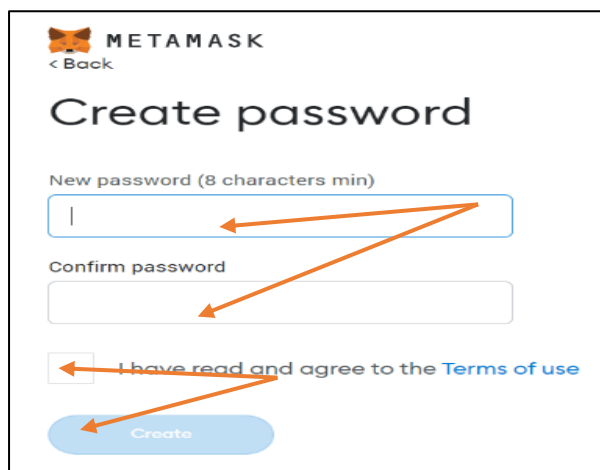 METAMASK
< Back
Create password
New password (8 characters min)
Confirm password
I have read and agree to the Terms of use
Create